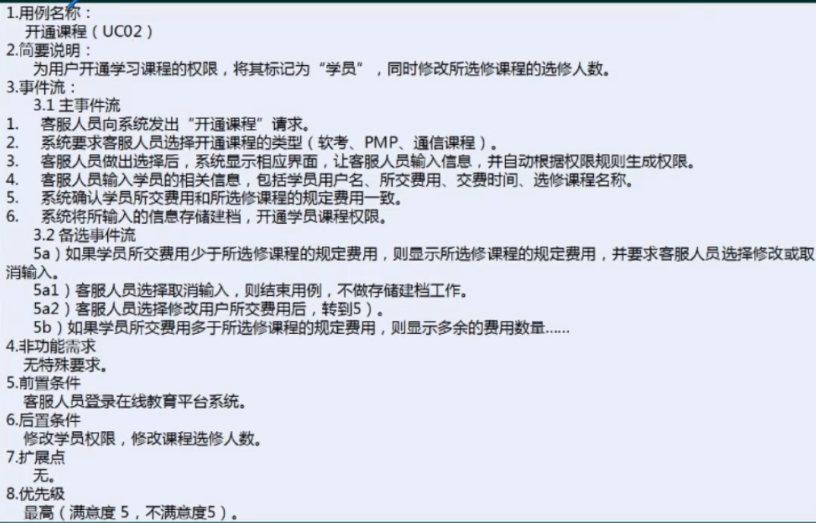 1.用例名称：
开通课程（UC02）
2.简要说明：
为用户开通学习课程的权限，将其标记为“学员”，同时修改所选修课程的选修人数。
3.事件流：
3.1 主事件流
1. 客服人员向系统发出“开通课程”请求。
2. 系统要求客服人员选择开通课程的类型（软考、PMP、通信课程）。
3. 客服人员做出选择后，系统显示相应界面，让客服人员输入信息，并自动根据权限规则生成权限。
4. 客服人员输入学员的相关信息，包括学员用户名、所交费用、交费时间、选修课程名称。
5. 系统确认学员所交费用和所选修课程的规定费用一致。
6. 系统将所输入的信息存储建档，开通学员课程权限。
3.2 备选事件流
5a）如果学员所交费用少于所选修课程的规定费用，则显示所选修课程的规定费用，并要求客服人员选择修改或取
消输入。
5a1）客服人员选择取消输入，则结束用例，不做存储建档工作。
5a2）客服人员选择修改用户所交费用后，转到5）。
5b）如果学员所交费用多于所选修课程的规定费用，则显示多余的费用数量......
4.非功能需求
无特殊要求。
5.前置条件
客服人员登录在线教育平台系统。
6.后置条件
修改学员权限，修改课程选修人数。
7.扩展点
无。
8.优先級
最高（满意度 5，不满意度5）。